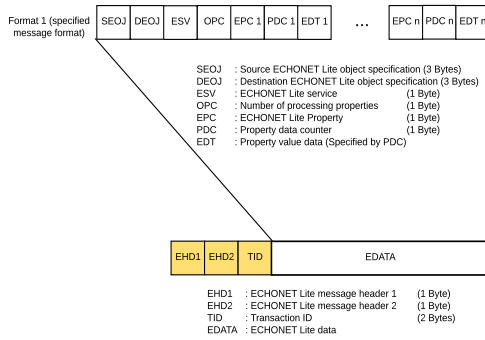 Format 1 (specified message format) SEOJ DEOJ ESV OPC EPC 1 PDC 1 EDT 1 ... EPC n PDC n EDT n
SEOJ : Source ECHONET Lite object specification (3 Bytes)
DEOJ : Destination ECHONET Lite object specification (3 Bytes)
ESV : ECHONET Lite service (1 Byte)
OPC : Number of processing properties (1 Byte)
EPC : ECHONET Lite Property (1 Byte)
PDC : Property data counter (1 Byte)
EDT : Property value data (Specified by PDC)
EHD1 EHD2 TID EDATA
EHD1 : ECHONET Lite message header 1 (1 Byte)
EHD2 : ECHONET Lite message header 2 (1 Byte)
TID : Transaction ID (2 Bytes)
EDATA : ECHONET Lite data